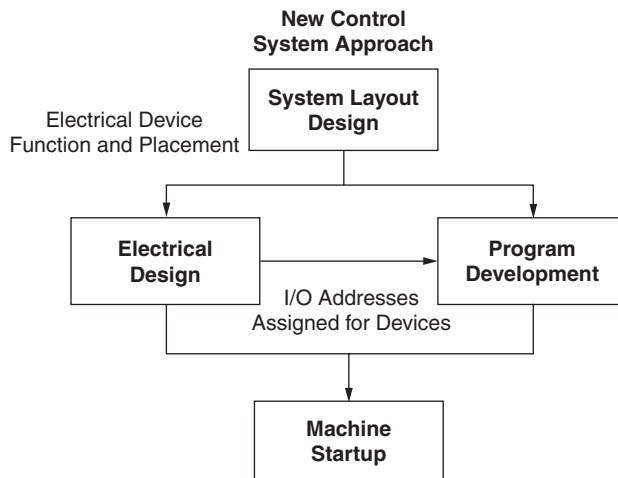 New Control
System Approach
System Layout
Design
Electrical Device
Function and Placement
Electrical
Design
Program
Development
I/O Addresses
Assigned for Devices
Machine
Startup